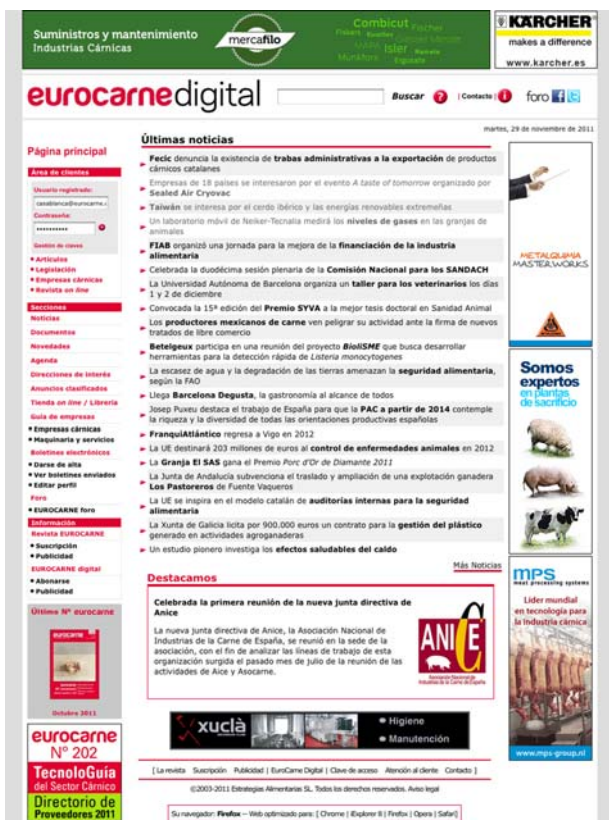 Suministros y mantenimiento
Industrias Cárnicas
mercafilo
Combicut
Fischer
Isler
KÄRCHER
makes a difference
www.karcher.es
eurocarnedigital
Buscar
| Contacto |
foro
martes, 29 de noviembre de 2011
Página principal
Área de clientes
Usuario registrado:
Contraseña:
Gestión de claves
Artículos
Legislación
Empresas cárnicas
Revista on line
Secciones
Noticias
Documentos
Novedades
Agenda
Direcciones de interés
Anuncios clasificados
Tienda on line / Librería
Guía de empresas
Empresas cárnicas
Maquinaria y servicios
Boletines electrónicos
Darse de alta
Ver boletines enviados
Editar perfil
Foro
EUROCARNE foro
Información
Revista EUROCARNE
Suscripción
Publicidad
EUROCARNE digital
Abonarse
Publicidad
Último Nº eurocarne
eurocarne
Octubre 2011
eurocarne
Nº 202
TecnoloGuía
del Sector Cárnico
Directorio de
Proveedores 2011
Últimas noticias
Fecic denuncia la existencia de trabas administrativas a la exportación de productos
cárnicos catalanes
Empresas de 18 países se interesaron por el evento A taste of tomorrow organizado por
Sealed Air Cryovac
Taiwán se interesa por el cerdo ibérico y las energías renovables extremeñas
Un laboratorio móvil de Neiker-Tecnalia medirá los niveles de gases en las granjas de
animales
FIAB organizó una jornada para la mejora de la financiación de la industria
alimentaria
Celebrada la duodécima sesión plenaria de la Comisión Nacional para los SANDACH
La Universidad Autónoma de Barcelona organiza un taller para los veterinarios los días
1 y 2 de diciembre
Convocada la 15ª edición del Premio SYVA a la mejor tesis doctoral en Sanidad Animal
Los productores mexicanos de carne ven peligrar su actividad ante la firma de nuevos
tratados de libre comercio
Betelgeux participa en una reunión del proyecto BioliSME que busca desarrollar
herramientas para la detección rápida de Listeria monocytogenes
La escasez de agua y la degradación de las tierras amenazan la seguridad alimentaria,
según la FAO
Llega Barcelona Degusta, la gastronomía al alcance de todos
Josep Puxeu destaca el trabajo de España para que la PAC a partir de 2014 contemple
la riqueza y la diversidad de todas las orientaciones productivas españolas
FranquiAtlántico regresa a Vigo en 2012
La UE destinará 203 millones de euros al control de enfermedades animales en 2012
La Granja El SAS gana el Premio Porc d'Or de Diamante 2011
La Junta de Andalucía subvenciona el traslado y ampliación de una explotación ganadera
Los Pastoreros de Fuente Vaqueros
La UE se inspira en el modelo catalán de auditorías internas para la seguridad
alimentaria
La Xunta de Galicia licita por 900.000 euros un contrato para la gestión del plástico
generado en actividades agroganaderas
Un estudio pionero investiga los efectos saludables del caldo
Más Noticias
Destacamos
Celebrada la primera reunión de la nueva junta directiva de
Anice
La nueva junta directiva de Anice, la Asociación Nacional de
Industrias de la Carne de España, se reunió en la sede de la
asociación, con el fin de analizar las líneas de trabajo de esta
organización surgida el pasado mes de julio de la reunión de las
actividades de Aice y Asocarne.
ANICE
Asociación Nacional de
Industrias de la Carne de España
xuclà
Higiene
Manutención
[ La revista Suscripción Publicidad | EuroCarne Digital | Clave de acceso Atención al cliente Contacto ]
©2003-2011 Estrategias Alimentarias SL. Todos los derechos reservados. Aviso legal
Su navegador: Firefox – Web optimizado para: [ Chrome | iExplorer 8 | Firefox | Opera | Safari]
METALQUIMIA
MASTERWORKS
Somos
expertos
en plantas
de sacrificio
mps
meat processing systems
Líder mundial
en tecnología para
la industria cárnica
www.mps-group.nl